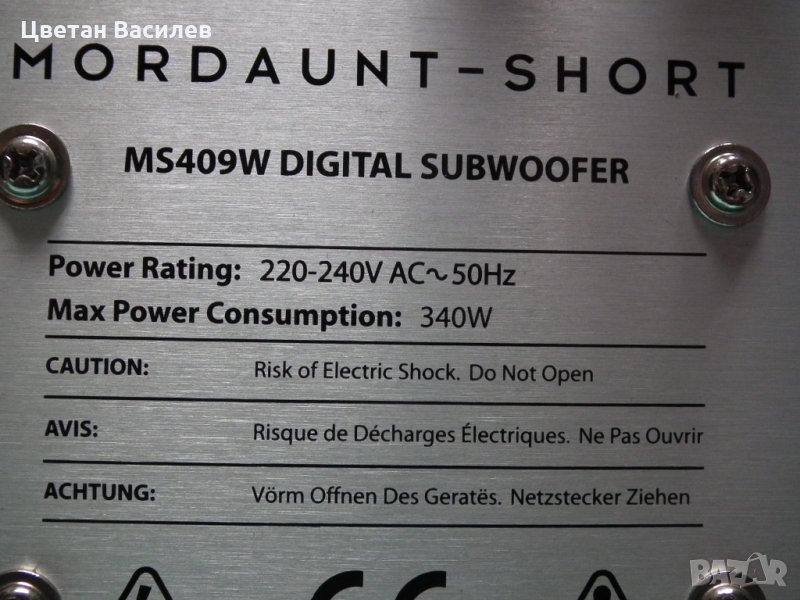 Цветан Василев
MORDAUNT-SHORT
MS409W DIGITAL SUBWOOFER
Power Rating: 220-240V AC~50Hz
Max Power Consumption: 340W
CAUTION: Risk of Electric Shock. Do Not Open
AVIS: Risque de Décharges Électriques. Ne Pas Ouvrir
ACHTUNG: Vörm Offnen Des Geratës. Netzstecker Ziehen
CE
BAZAR